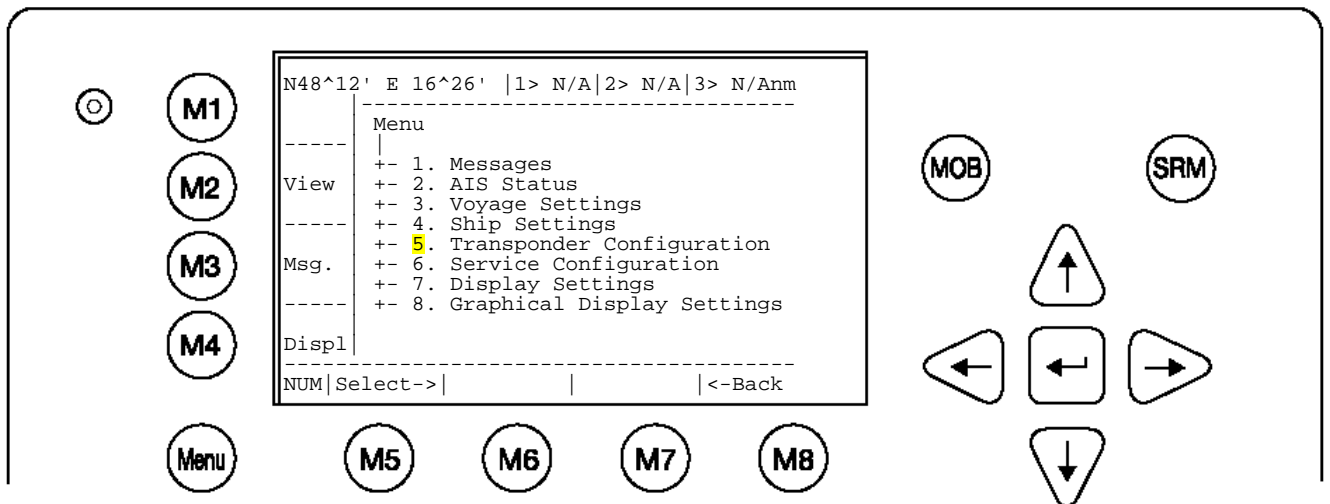 N48^12' E 16^26' |1> N/A|2> N/A|3> N/Anm
M1
Menu
1. Messages
M2
View
+- 2. AIS Status
+- 3. Voyage Settings
+- 4. Ship Settings
+- 5. Transponder Configuration
M3
Msg.
+- 6. Service Configuration
+- 7. Display Settings
+- 8. Graphical Display Settings
M4
Displ
NUM|Select->| | |<-Back
MOB
SRM
Menu
M5
M6
M7
M8